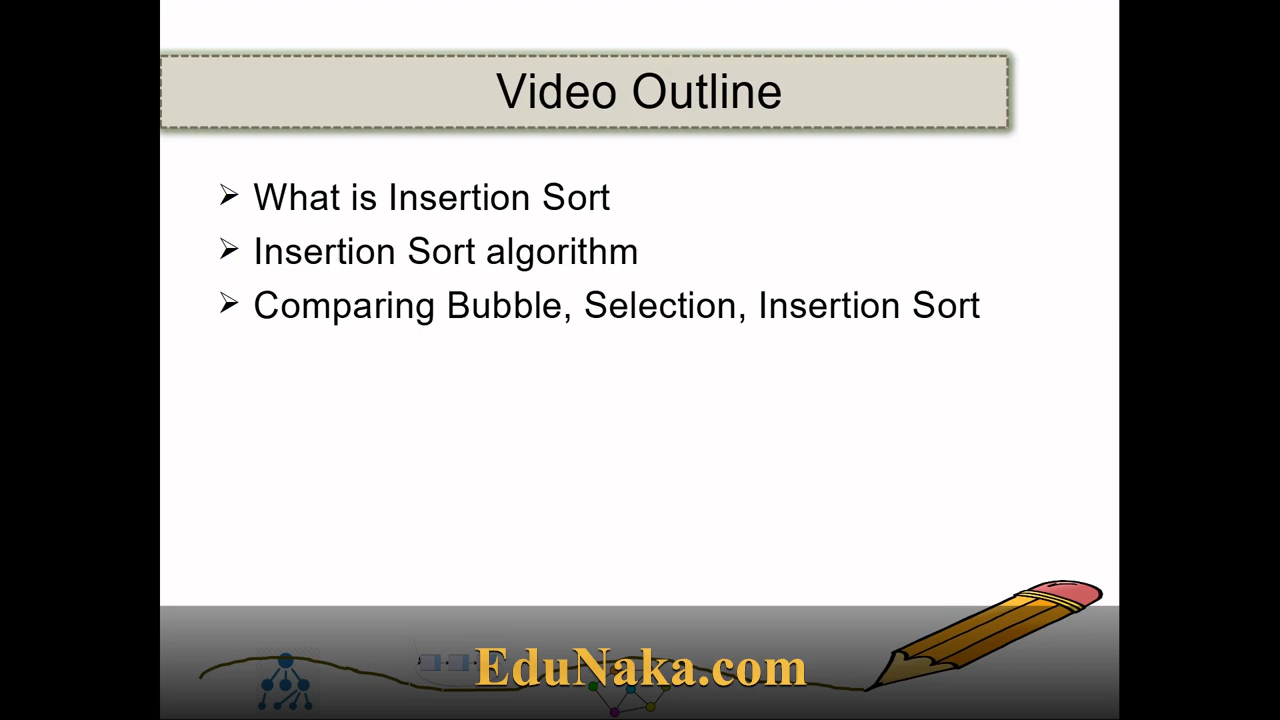 Video Outline
What is Insertion Sort
Insertion Sort algorithm
Comparing Bubble, Selection, Insertion Sort
EduNaka.com